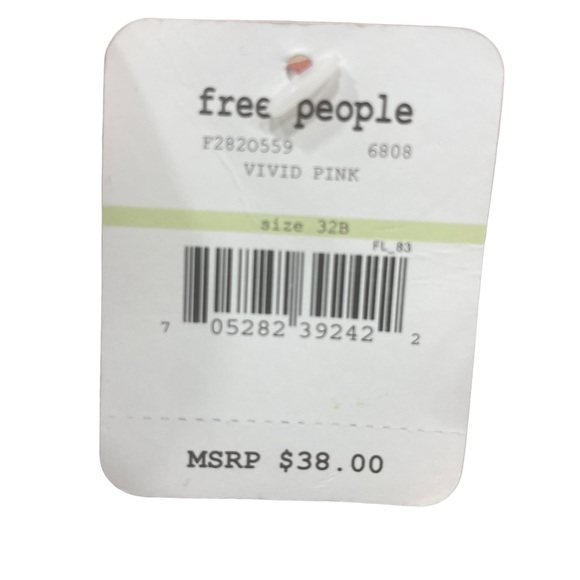 free people
F2820559 6808
VIVID PINK
size 32B
FL_83
7 05282 39242 2
MSRP $38.00